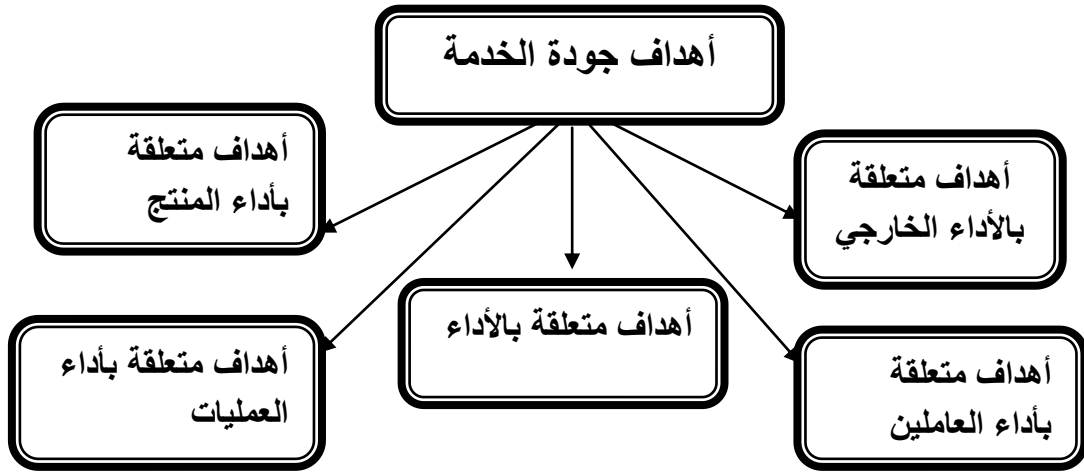 أهداف جودة الخدمة
أهداف متعلقة
بالأداء الخارجي
أهداف متعلقة
بأداء المنتج
أهداف متعلقة بالأداء
أهداف متعلقة
بأداء العاملين
أهداف متعلقة بأداء
العمليات